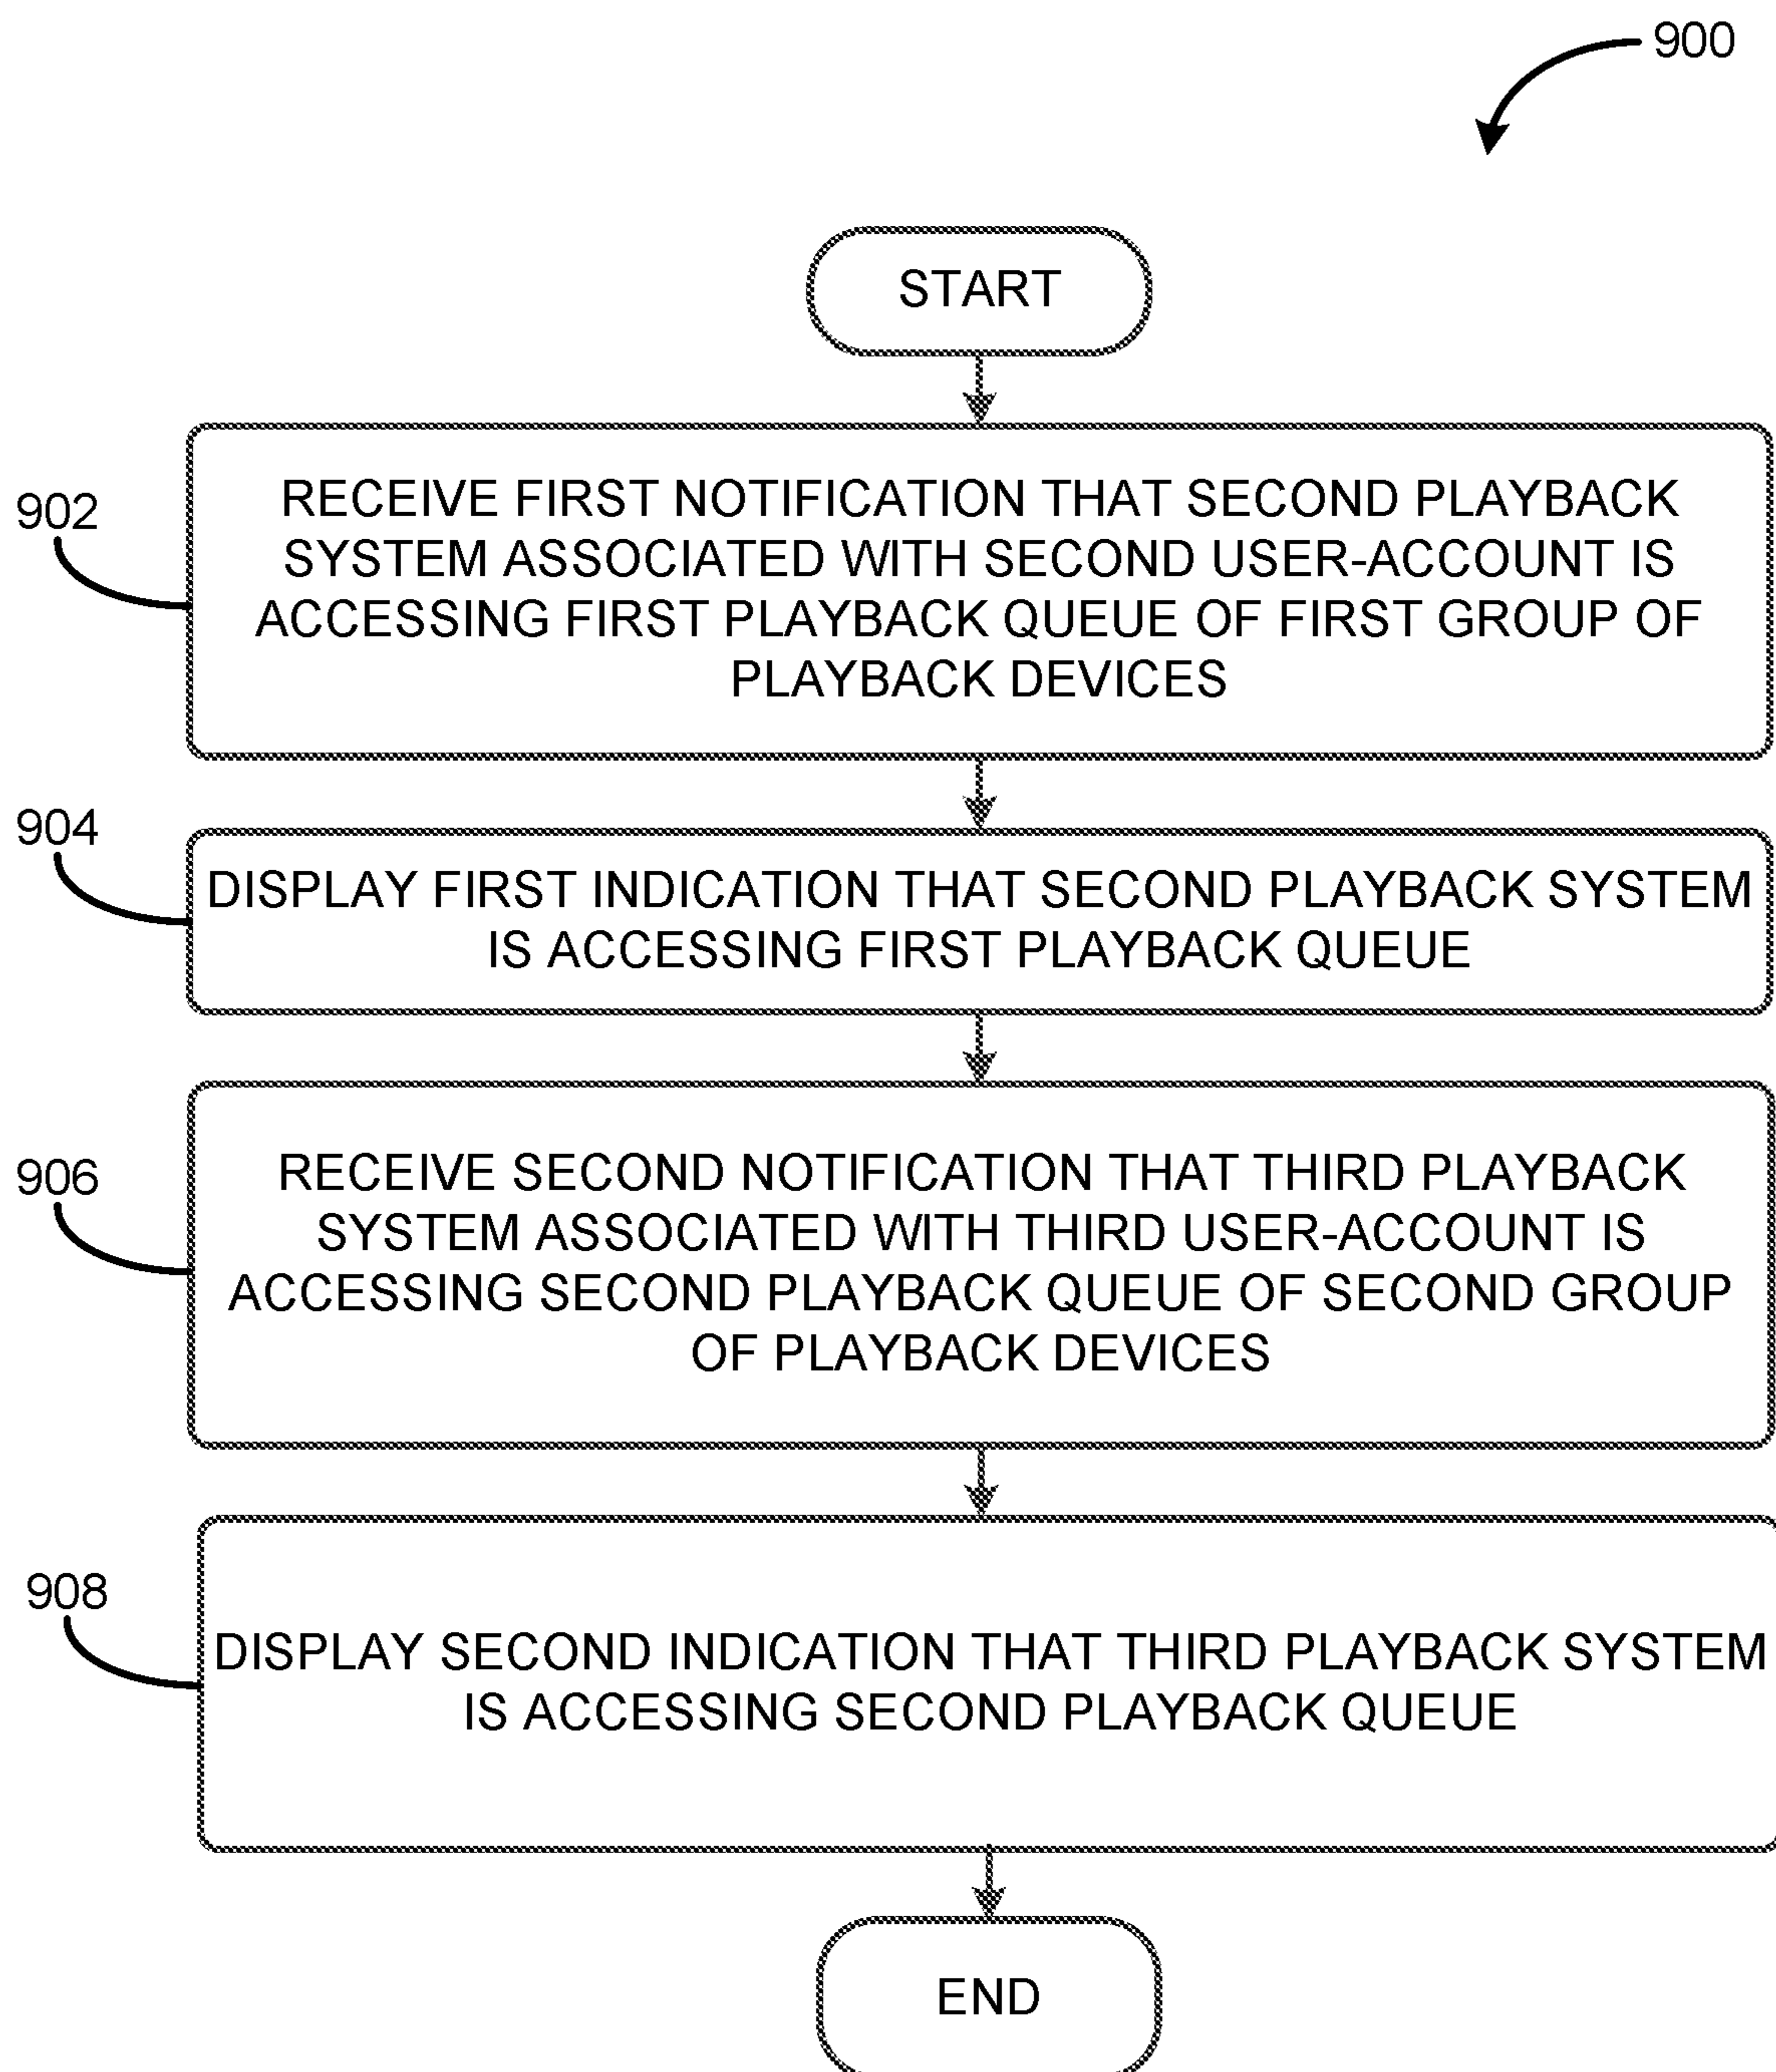 900
START
902
RECEIVE FIRST NOTIFICATION THAT SECOND PLAYBACK
SYSTEM ASSOCIATED WITH SECOND USER-ACCOUNT IS
ACCESSING FIRST PLAYBACK QUEUE OF FIRST GROUP OF
PLAYBACK DEVICES
904
DISPLAY FIRST INDICATION THAT SECOND PLAYBACK SYSTEM
IS ACCESSING FIRST PLAYBACK QUEUE
906
RECEIVE SECOND NOTIFICATION THAT THIRD PLAYBACK
SYSTEM ASSOCIATED WITH THIRD USER-ACCOUNT IS
ACCESSING SECOND PLAYBACK QUEUE OF SECOND GROUP
OF PLAYBACK DEVICES
908
DISPLAY SECOND INDICATION THAT THIRD PLAYBACK SYSTEM
IS ACCESSING SECOND PLAYBACK QUEUE
END